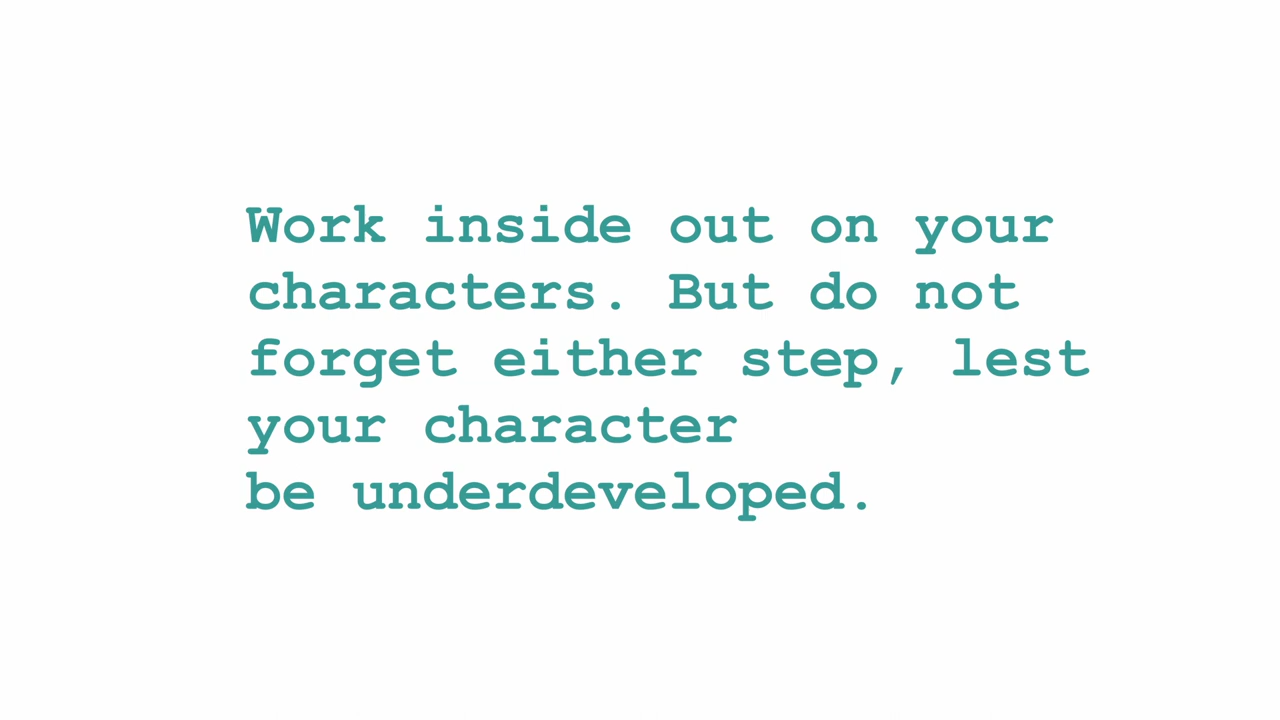 Work inside out on your
characters. But do not
forget either step, lest
your character
be underdeveloped.